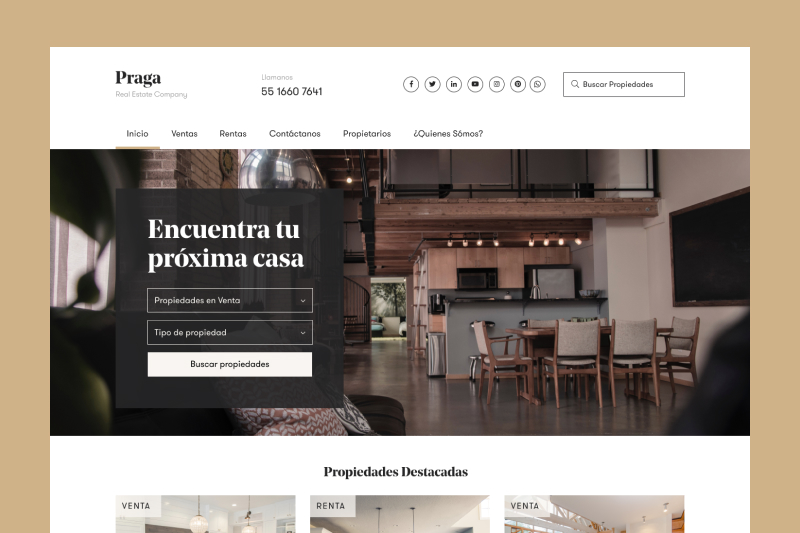 Praga
Real Estate Company
Llamanos
55 1660 7641
Buscar Propiedades
Inicio
Ventas
Rentas
Contáctanos
Propietarios
¿Quienes Sómos?
Encuentra tu
próxima casa
Propiedades en Venta
Tipo de propiedad
Buscar propiedades
Propiedades Destacadas
VENTA
RENTA
VENTA